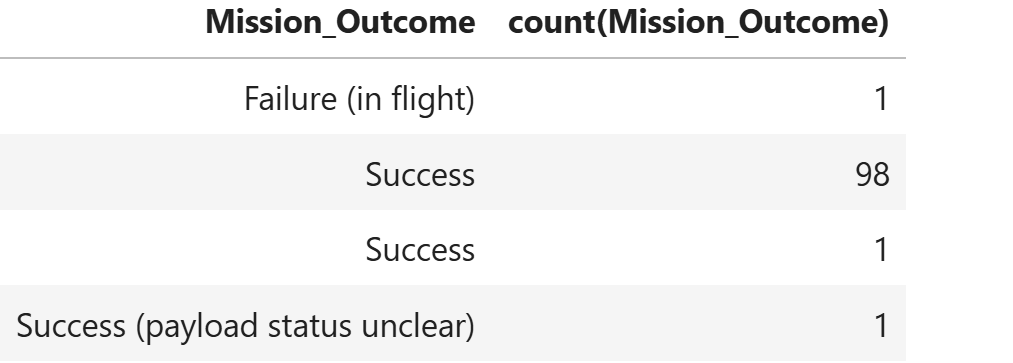 Mission_Outcome count(Mission_Outcome)
Failure (in flight) 1
Success 98
Success 1
Success (payload status unclear) 1